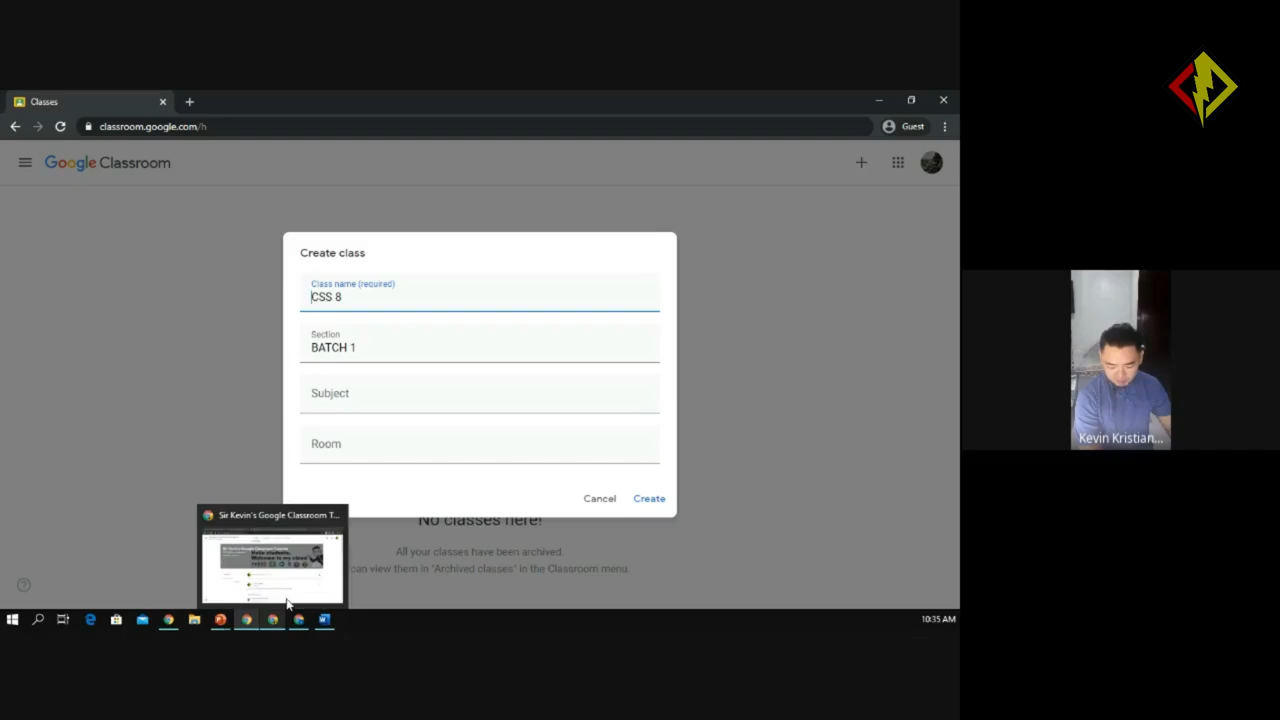 Classes
classroom.google.com/h
Guest
Google Classroom
Create class
Class name (required)
CSS 8
Section
BATCH 1
Subject
Room
Cancel
Create
Sir Kevin's Google Classroom T...
No classes here!
All your classes have been archived.
can view them in "Archived classes" in the Classroom menu.
10:35 AM
Kevin Kristian...